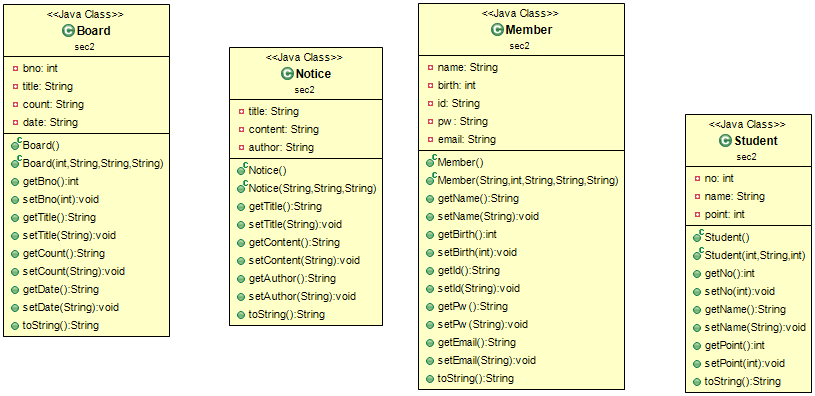 <<Java Class>>
Board
sec2
bno: int
title: String
count: String
date: String
Board()
Board(int,String,String,String)
getBno():int
setBno(int):void
getTitle():String
setTitle(String):void
getCount():String
setCount(String):void
getDate():String
setDate(String):void
toString():String
<<Java Class>>
Notice
sec2
title: String
content: String
author: String
Notice()
Notice(String,String,String)
getTitle():String
setTitle(String):void
getContent():String
setContent(String):void
getAuthor():String
setAuthor(String):void
toString():String
<<Java Class>>
Member
sec2
name: String
birth: int
id: String
pw : String
email: String
Member()
Member(String,int,String,String,String)
getName():String
setName(String):void
getBirth():int
setBirth(int):void
getId():String
setId(String):void
getPw ():String
setPw (String):void
getEmail():String
setEmail(String):void
toString():String
<<Java Class>>
Student
sec2
no: int
name: String
point: int
Student()
Student(int,String,int)
getNo():int
setNo(int):void
getName():String
setName(String):void
getPoint():int
setPoint(int):void
toString():String